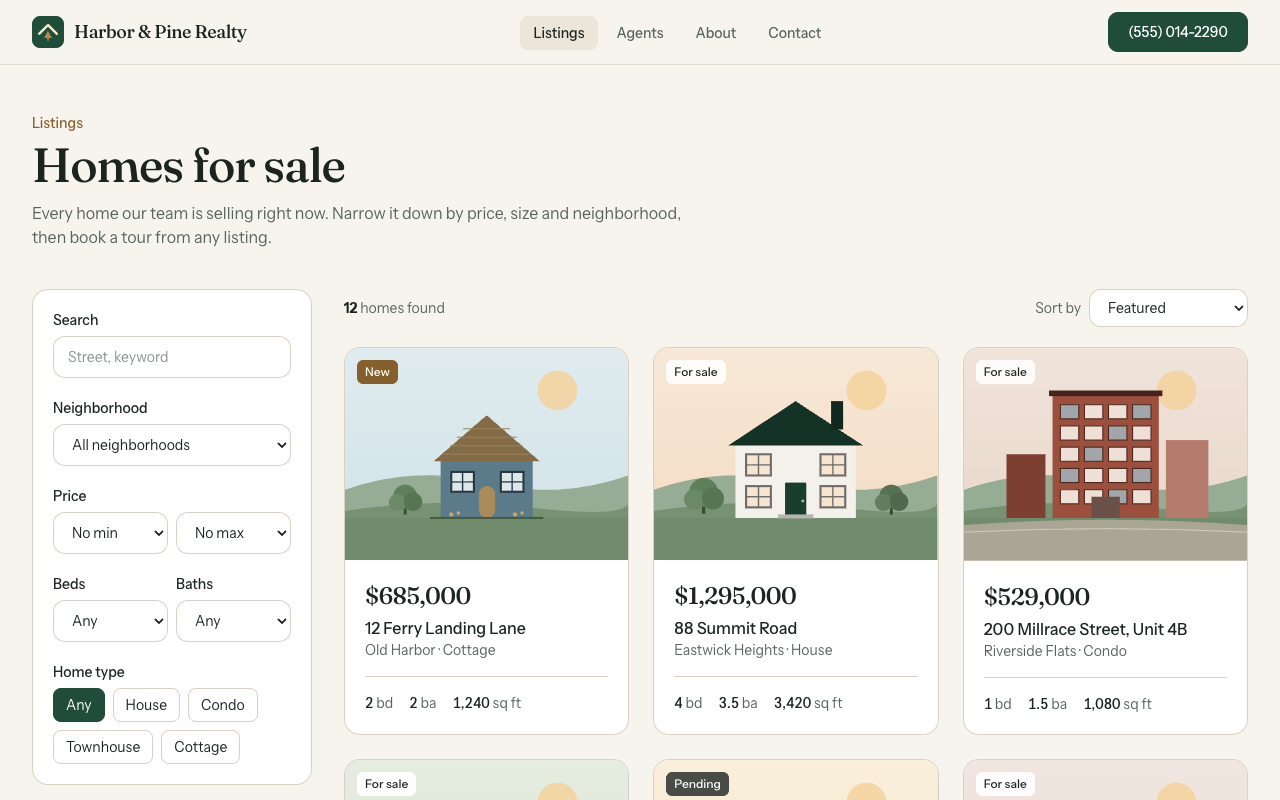 Harbor & Pine Realty
Listings
Agents
About
Contact
(555) 014-2290
Listings
Homes for sale
Every home our team is selling right now. Narrow it down by price, size and neighborhood,
then book a tour from any listing.
Search
Street, keyword
Neighborhood
All neighborhoods
Price
No min
No max
Beds
Baths
Any
Any
Home type
Any
House
Condo
Townhouse
Cottage
12 homes found
Sort by
Featured
New
$685,000
12 Ferry Landing Lane
Old Harbor · Cottage
2 bd 2 ba 1,240 sq ft
For sale
$1,295,000
88 Summit Road
Eastwick Heights · House
4 bd 3.5 ba 3,420 sq ft
For sale
$529,000
200 Millrace Street, Unit 4B
Riverside Flats · Condo
1 bd 1.5 ba 1,080 sq ft
For sale
Pending
For sale